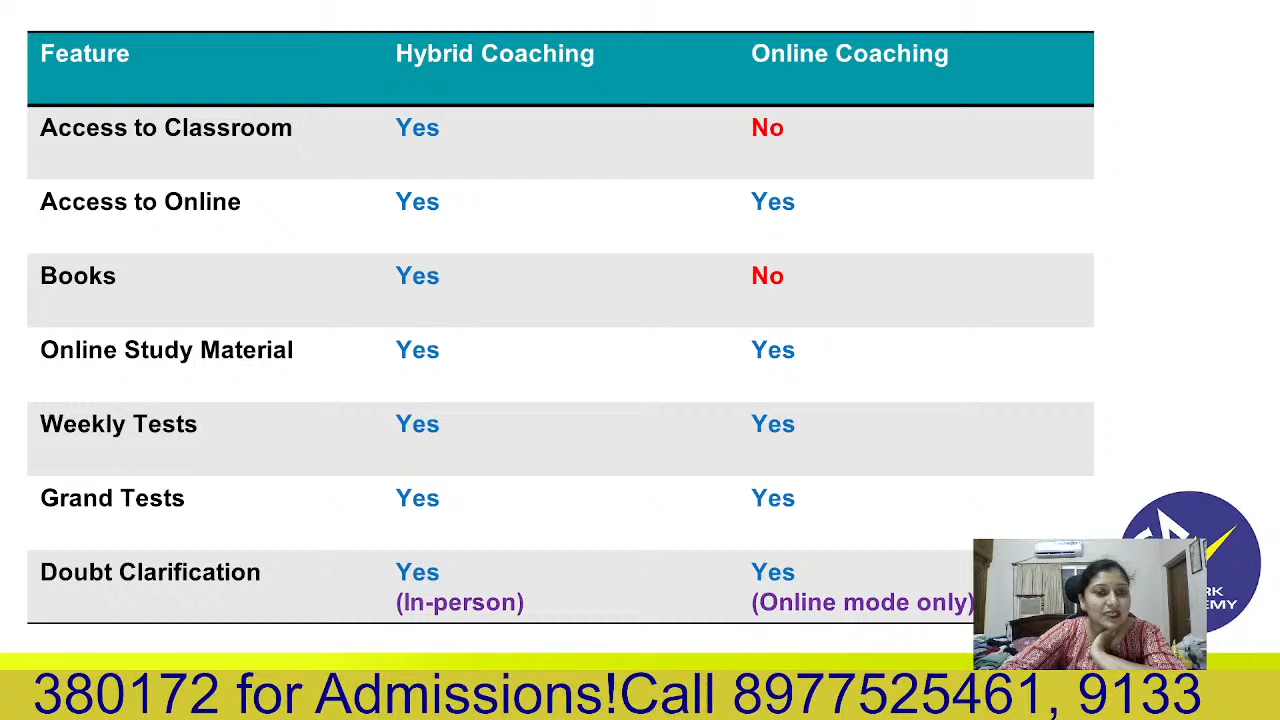 Feature Hybrid Coaching Online Coaching
Access to Classroom Yes No
Access to Online Yes Yes
Books Yes No
Online Study Material Yes Yes
Weekly Tests Yes Yes
Grand Tests Yes Yes
Doubt Clarification Yes Yes
(In-person) (Online mode only)
380172 for Admissions!Call 8977525461, 9133